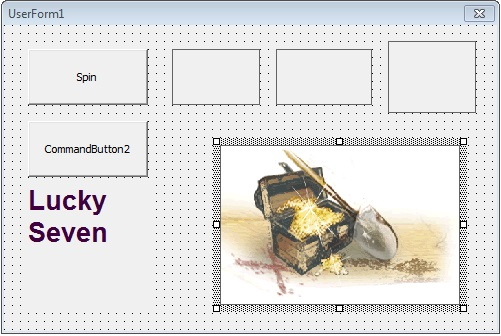 UserForm1
Spin
CommandButton2
Lucky
Seven